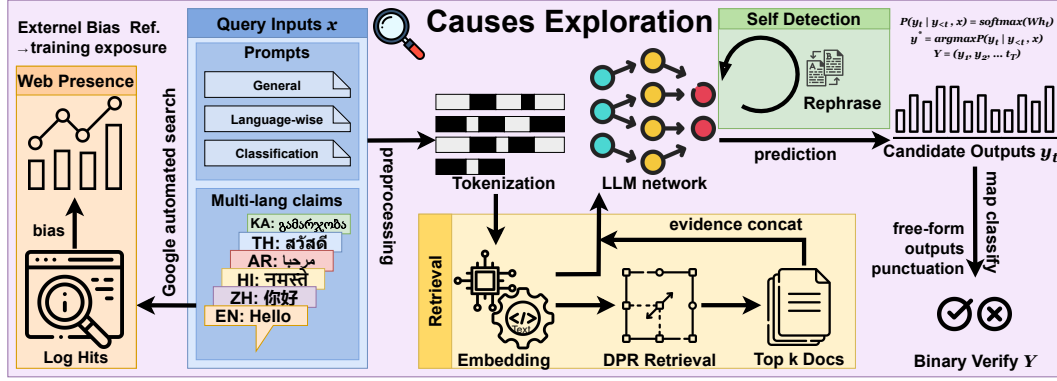 Externel Bias Ref.
→training exposure
Web Presence
bias
Log Hits
Google automated search
Query Inputs x
Prompts
General
Language-wise
Classification
Multi-lang claims
KA: გამარჯობა
TH: สวัสดี
AR: مرحبا
HI: नमस्ते
ZH: 你好
EN: Hello
preprocessing
Causes Exploration
Tokenization
LLM network
Self Detection
A
B
Rephrase
prediction
P(y_t | y_{<t}, x) = softmax(Wh_t)
y^* = argmaxP(y_t | y_{<t}, x)
Y = (y_1, y_2, ... t_T)
Candidate Outputs y_t
map classify
free-form
outputs
punctuation
Binary Verify Y
Retrieval
evidence concat
Text
Embedding
DPR Retrieval
Top k Docs